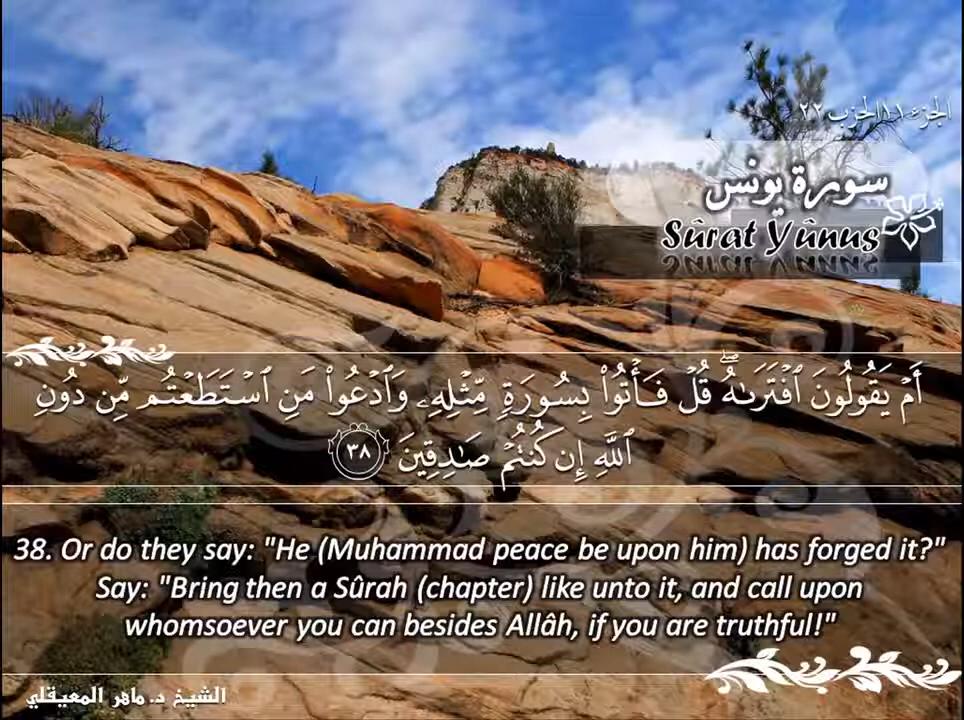 الجزء ١١ الحزب ٢٢
سورة يونس
Sûrat Yûnus
أَمۡ يَقُولُونَ ٱفۡتَرَىٰهُۖ قُلۡ فَأۡتُواْ بِسُورَةٖ مِّثۡلِهِۦ وَٱدۡعُواْ مَنِ ٱسۡتَطَعۡتُم مِّن دُونِ
ٱللَّهِ إِن كُنتُمۡ صَٰدِقِينَ ٣٨
38. Or do they say: "He (Muhammad peace be upon him) has forged it?"
Say: "Bring then a Sûrah (chapter) like unto it, and call upon
whomsoever you can besides Allâh, if you are truthful!"
الشيخ د. ماهر المعيقلي